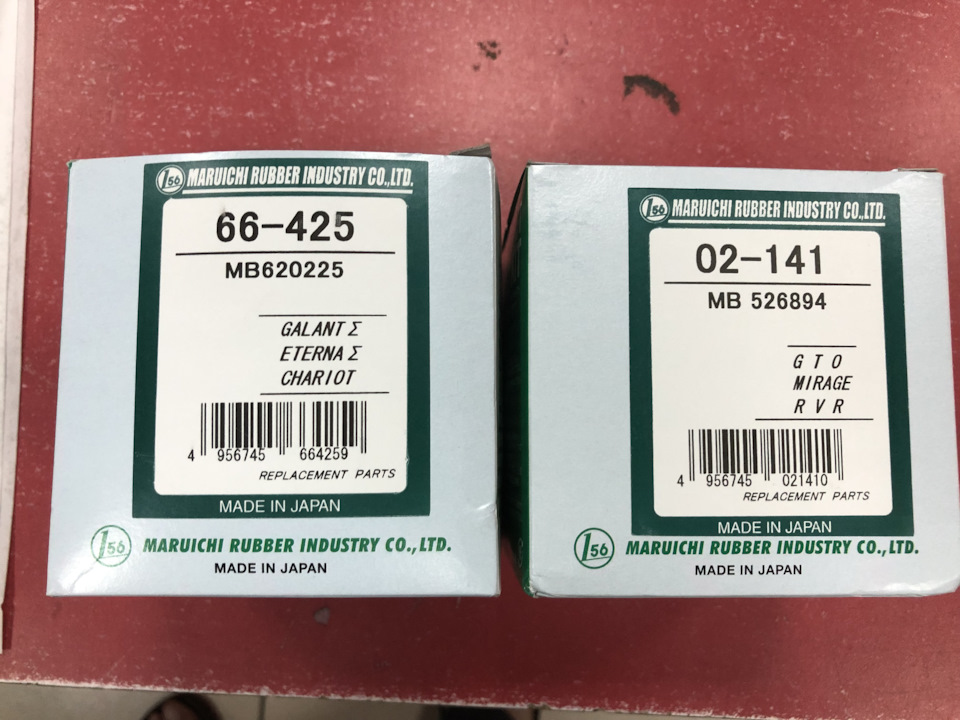 156 MARUICHI RUBBER INDUSTRY CO.,LTD.
66-425
MB620225
GALANT Σ
ETERNA Σ
CHARIOT
4 956745 664259
REPLACEMENT PARTS
MADE IN JAPAN
156 MARUICHI RUBBER INDUSTRY CO.,LTD.
MADE IN JAPAN
156 MARUICHI RUBBER INDUSTRY CO.,LTD.
02-141
MB 526894
G T O
MIRAGE
R V R
4 956745 021410
REPLACEMENT PARTS
MADE IN JAPAN
156 MARUICHI RUBBER INDUSTRY CO.,LTD.
MADE IN JAPAN